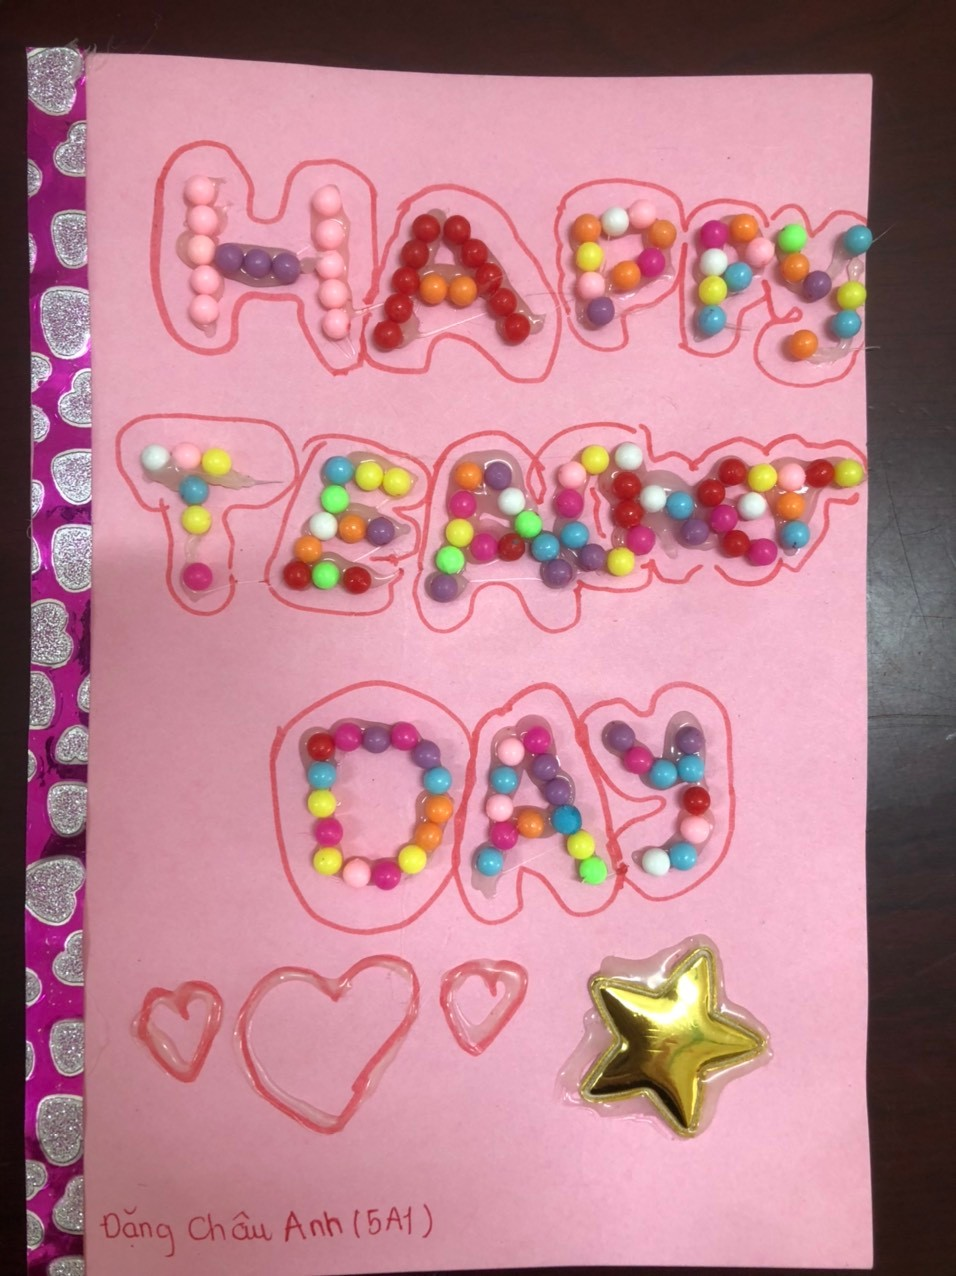 HAPPY
TEACHER
DAY
Đặng Châu Anh (5A1)